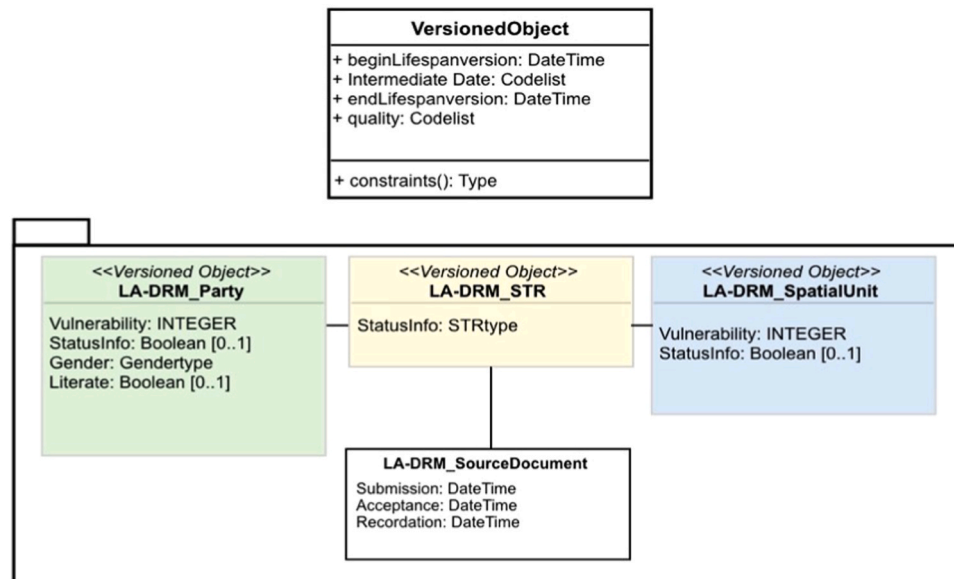 VersionedObject
+ beginLifespanversion: DateTime
+ Intermediate Date: Codelist
+ endLifespanversion: DateTime
+ quality: Codelist
+ constraints(): Type
<<Versioned Object>>
LA-DRM_Party
Vulnerability: INTEGER
StatusInfo: Boolean [0..1]
Gender: Gendertype
Literate: Boolean [0..1]
<<Versioned Object>>
LA-DRM_STR
StatusInfo: STRtype
<<Versioned Object>>
LA-DRM_SpatialUnit
Vulnerability: INTEGER
StatusInfo: Boolean [0..1]
LA-DRM_SourceDocument
Submission: DateTime
Acceptance: DateTime
Recordation: DateTime